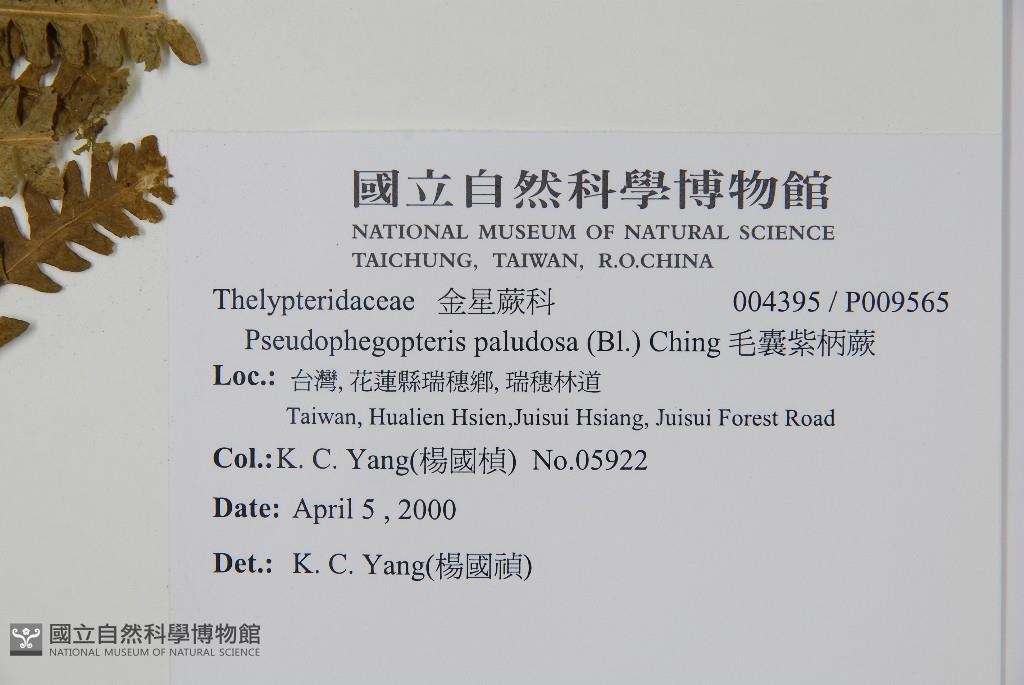 國立自然科學博物館
NATIONAL MUSEUM OF NATURAL SCIENCE
TAICHUNG, TAIWAN, R.O.CHINA
Thelypteridaceae 金星蕨科 004395 / P009565
Pseudophegopteris paludosa (Bl.) Ching 毛囊紫柄蕨
Loc.: 台灣, 花蓮縣瑞穗鄉, 瑞穗林道
Taiwan, Hualien Hsien,Juisui Hsiang, Juisui Forest Road
Col.: K. C. Yang(楊國楨) No.05922
Date: April 5 , 2000
Det.: K. C. Yang(楊國禎)
國立自然科學博物館
NATIONAL MUSEUM OF NATURAL SCIENCE